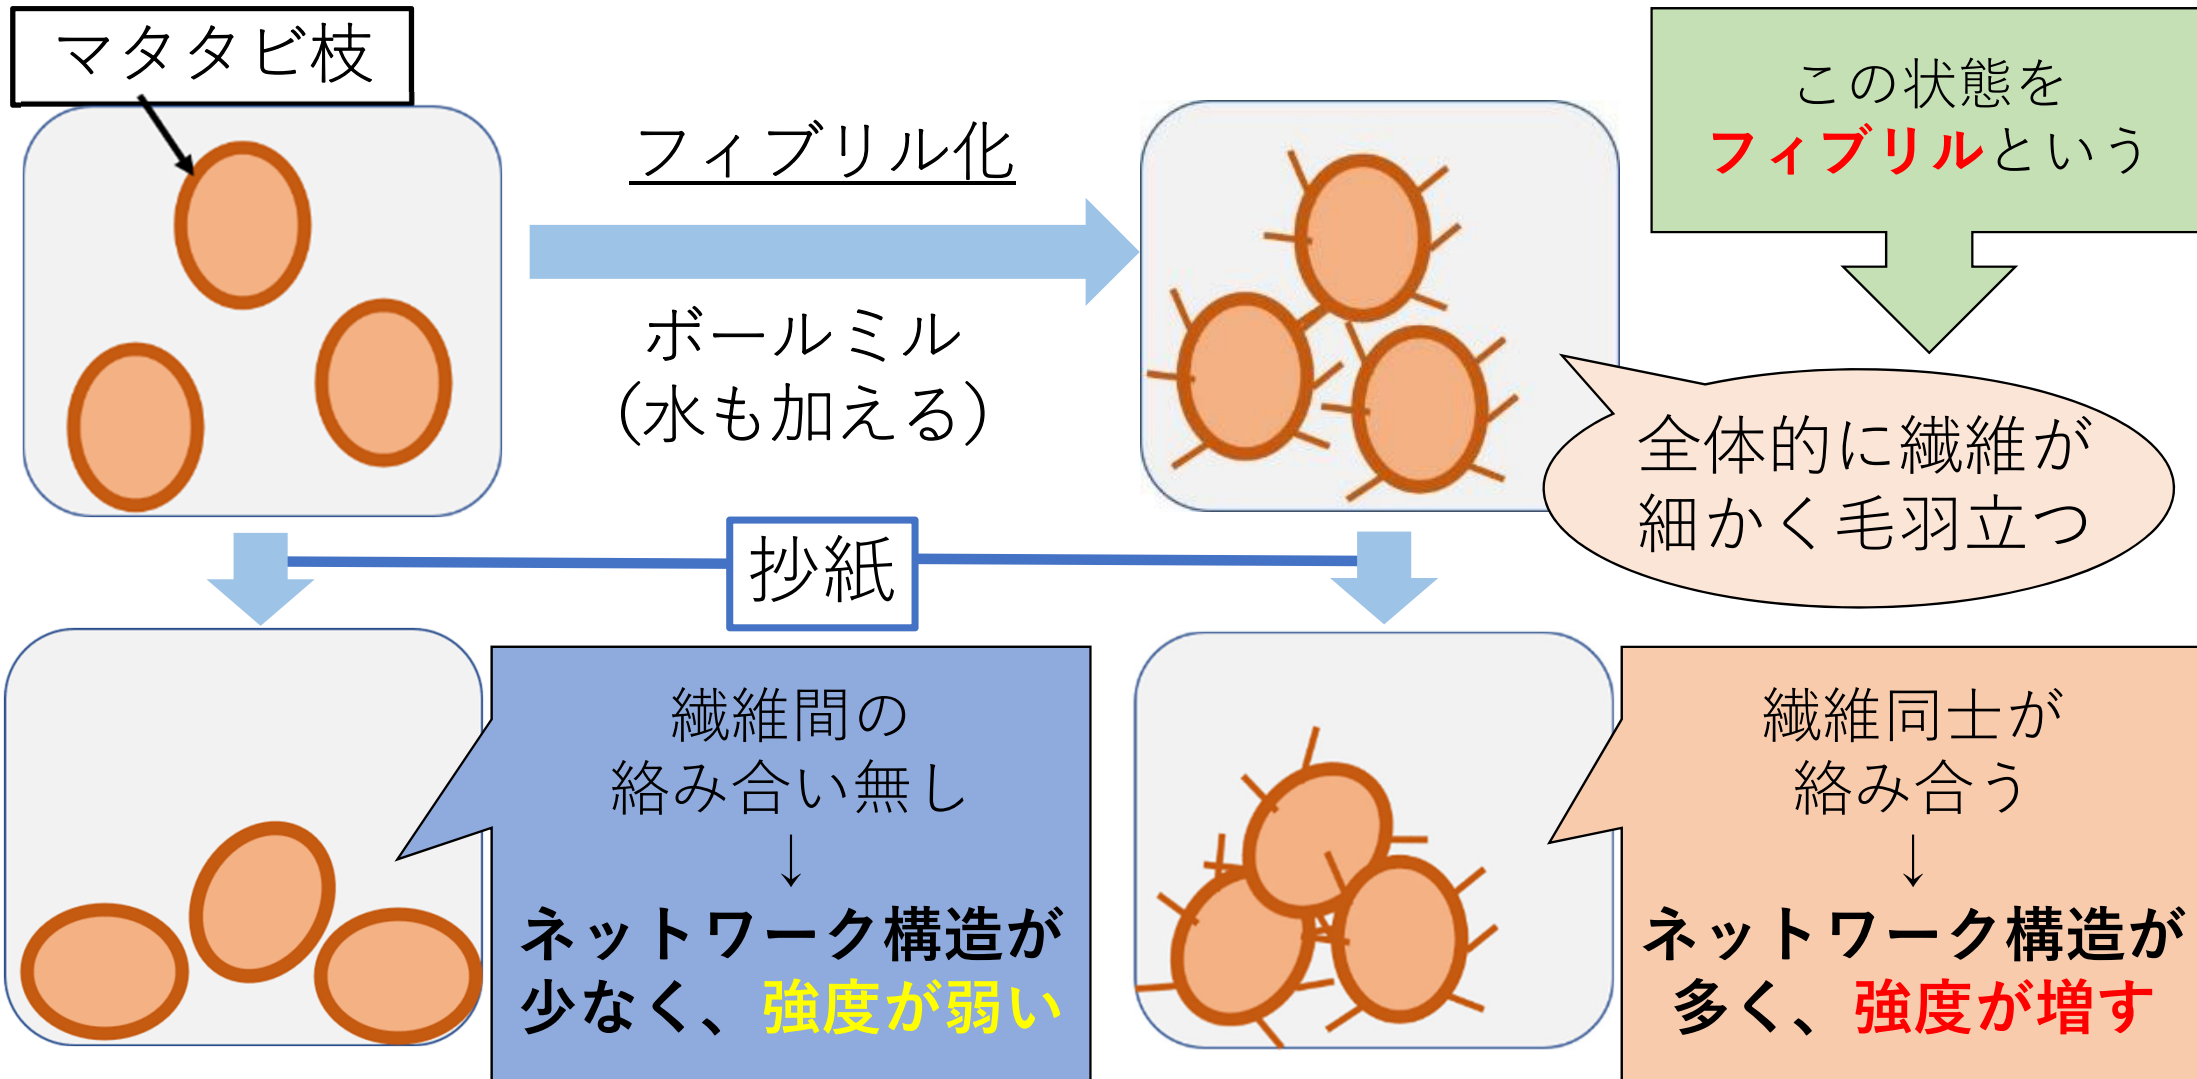 マタタビ枝
フィブリル化
ボールミル
（水も加える）
この状態を
フィブリルという
全体的に繊維が
細かく毛羽立つ
抄紙
繊維間の
絡み合い無し
↓
ネットワーク構造が
少なく、強度が弱い
繊維同士が
絡み合う
↓
ネットワーク構造が
多く、強度が増す